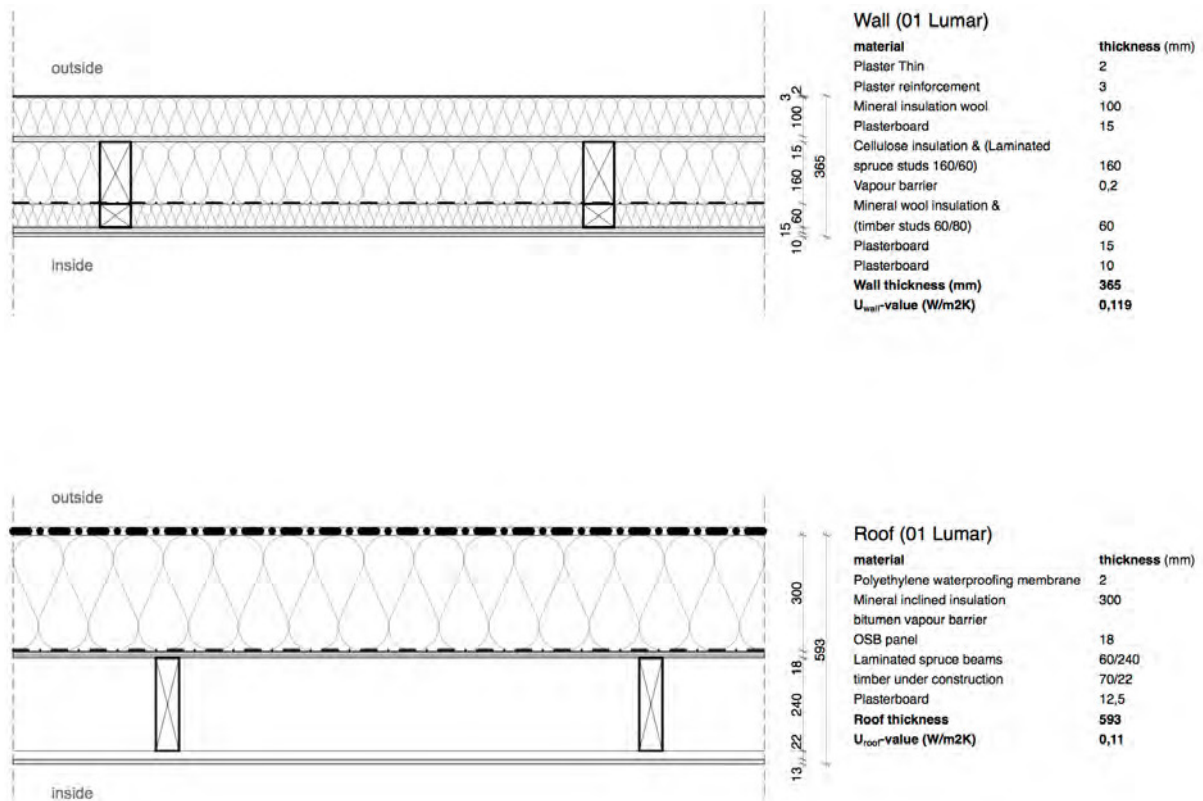 outside
3
2
100
15
160
60
15
10
365
inside
Wall (01 Lumar)
material thickness (mm)
Plaster Thin 2
Plaster reinforcement 3
Mineral insulation wool 100
Plasterboard 15
Cellulose insulation & (Laminated
spruce studs 160/60) 160
Vapour barrier 0,2
Mineral wool insulation &
(timber studs 60/80) 60
Plasterboard 15
Plasterboard 10
Wall thickness (mm) 365
Uwall-value (W/m2K) 0,119
outside
300
18
240
22
13
593
inside
Roof (01 Lumar)
material thickness (mm)
Polyethylene waterproofing membrane 2
Mineral inclined insulation 300
bitumen vapour barrier
OSB panel 18
Laminated spruce beams 60/240
timber under construction 70/22
Plasterboard 12,5
Roof thickness 593
Uroof-value (W/m2K) 0,11